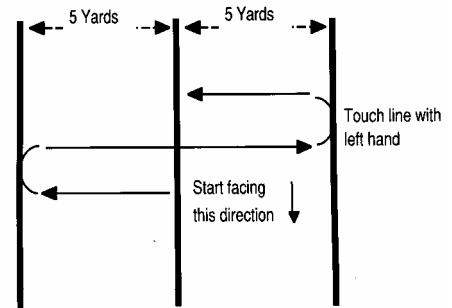 5 Yards
5 Yards
Touch line with
left hand
Start facing
this direction